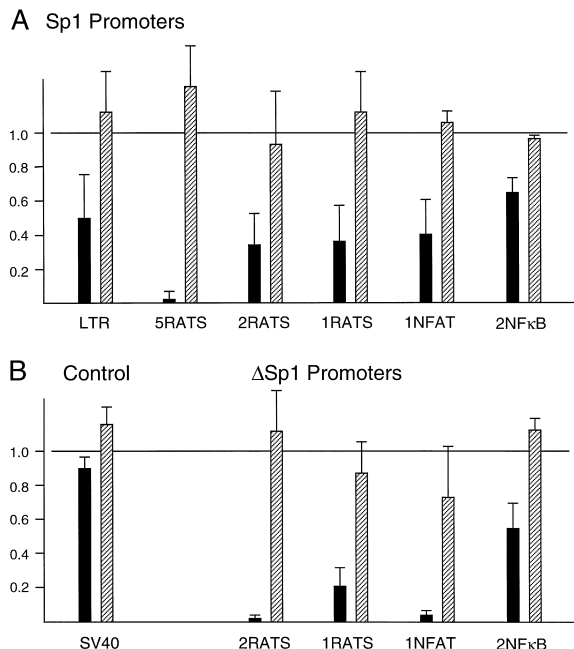 A Sp1 Promoters
1.0
0.8
0.6
0.4
0.2
LTR 5RATS 2RATS 1RATS 1NFAT 2NFκB
B Control ΔSp1 Promoters
1.0
0.8
0.6
0.4
0.2
SV40 2RATS 1RATS 1NFAT 2NFκB